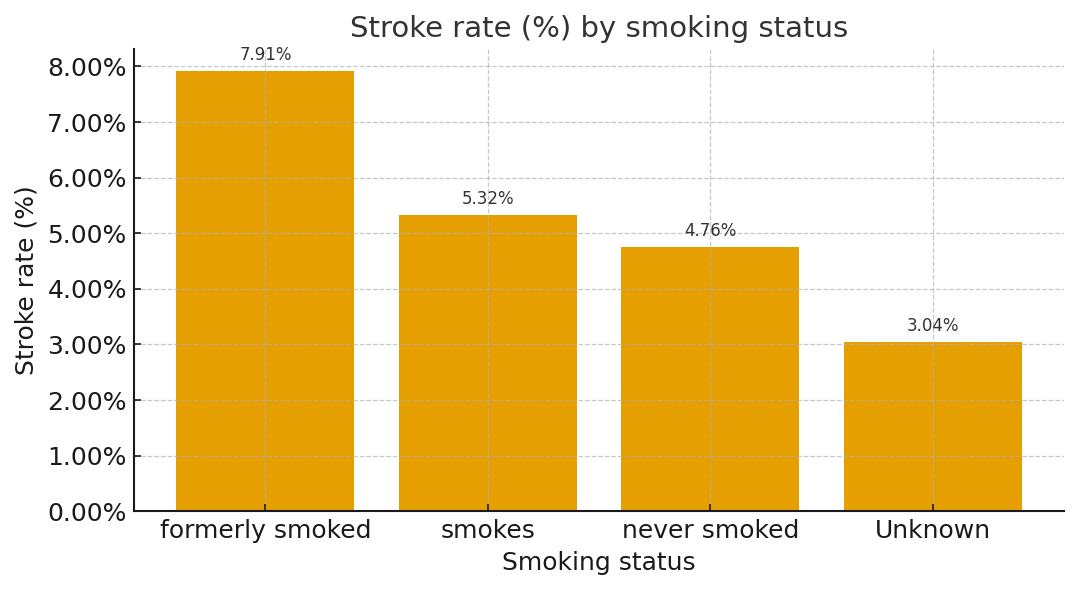 Stroke rate (%) by smoking status
Stroke rate (%)
8.00%
7.00%
6.00%
5.00%
4.00%
3.00%
2.00%
1.00%
0.00%
7.91%
5.32%
4.76%
3.04%
formerly smoked
smokes
never smoked
Unknown
Smoking status